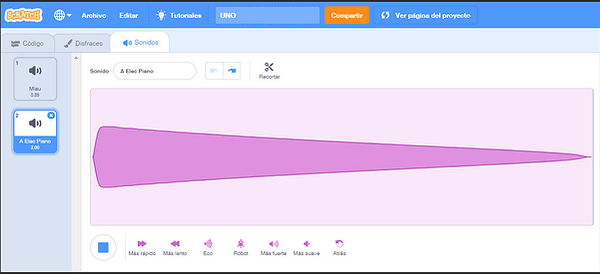 SCRATCH Archivo Editar Tutoriales UNO Compartir Ver página del proyecto
Código Disfraces Sonidos
1
Miau
0.85
2
A Elec Piano
2.00
Sonido A Elec Piano Recortar
Más rápido Más lento Eco Robot Más fuerte Más suave Atrás